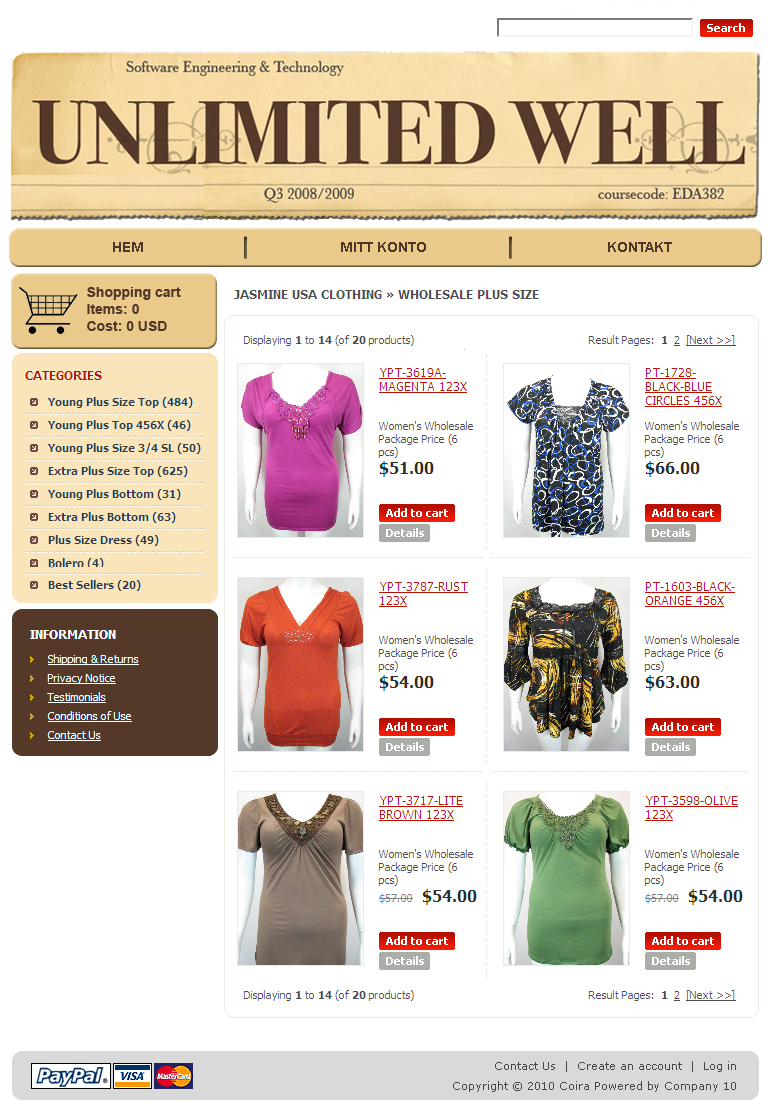 Search
Software Engineering & Technology
UNLIMITED WELL
Q3 2008/2009 coursecode: EDA382
HEM MITT KONTO KONTAKT
Shopping cart
Items: 0
Cost: 0 USD
CATEGORIES
Young Plus Size Top (484)
Young Plus Top 456X (46)
Young Plus Size 3/4 SL (50)
Extra Plus Size Top (625)
Young Plus Bottom (31)
Extra Plus Bottom (63)
Plus Size Dress (49)
Bolero (4)
Best Sellers (20)
INFORMATION
Shipping & Returns
Privacy Notice
Testimonials
Conditions of Use
Contact Us
JASMINE USA CLOTHING » WHOLESALE PLUS SIZE
Displaying 1 to 14 (of 20 products) Result Pages: 1 2 [Next >>]
YPT-3619A-
MAGENTA 123X
Women's Wholesale
Package Price (6
pcs)
$51.00
Add to cart
Details
PT-1728-
BLACK-BLUE
CIRCLES 456X
Women's Wholesale
Package Price (6
pcs)
$66.00
Add to cart
Details
YPT-3787-RUST
123X
Women's Wholesale
Package Price (6
pcs)
$54.00
Add to cart
Details
PT-1603-BLACK-
ORANGE 456X
Women's Wholesale
Package Price (6
pcs)
$63.00
Add to cart
Details
YPT-3717-LITE
BROWN 123X
Women's Wholesale
Package Price (6
pcs)
$57.00 $54.00
Add to cart
Details
YPT-3598-OLIVE
123X
Women's Wholesale
Package Price (6
pcs)
$57.00 $54.00
Add to cart
Details
Displaying 1 to 14 (of 20 products) Result Pages: 1 2 [Next >>]
PayPal VISA MasterCard
Contact Us | Create an account | Log in
Copyright © 2010 Coira Powered by Company 10